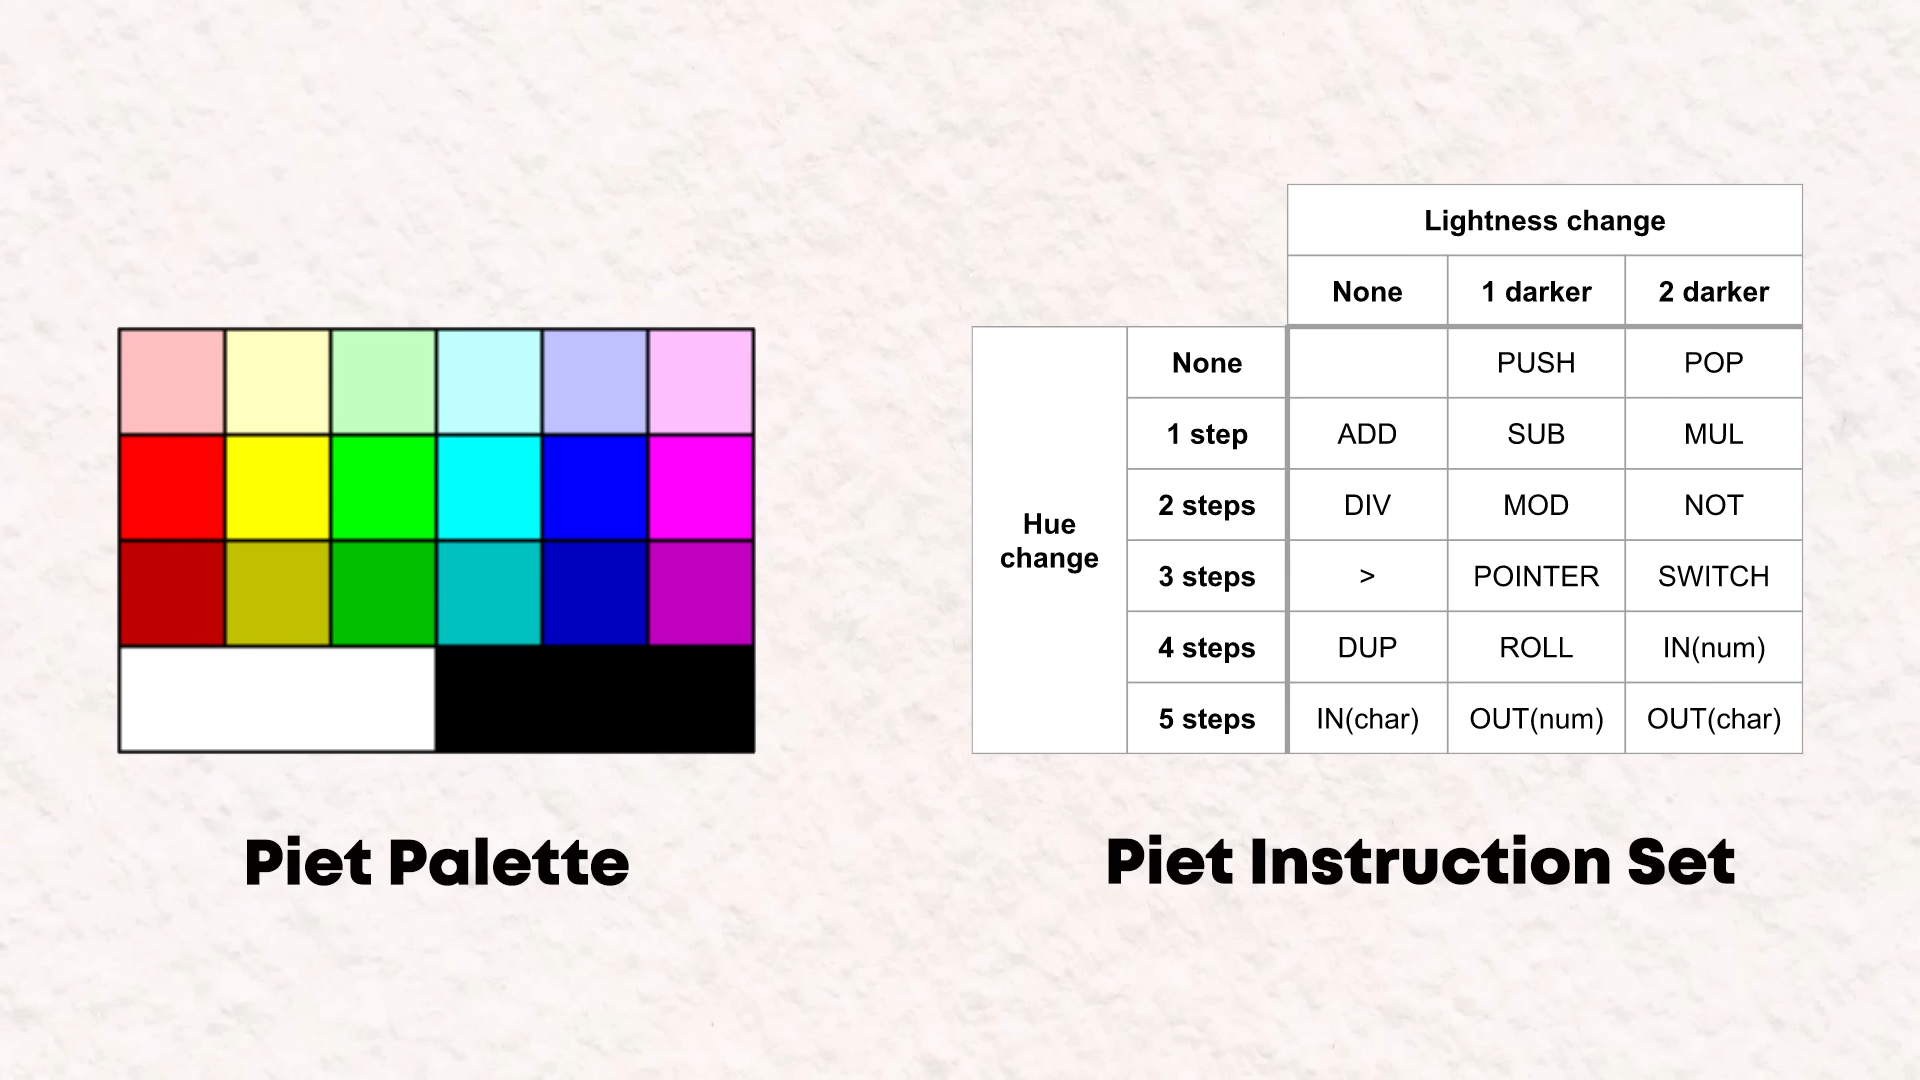 Lightness change
None 1 darker 2 darker
None PUSH POP
1 step ADD SUB MUL
2 steps DIV MOD NOT
Hue
change
3 steps > POINTER SWITCH
4 steps DUP ROLL IN(num)
5 steps IN(char) OUT(num) OUT(char)
Piet Palette
Piet Instruction Set